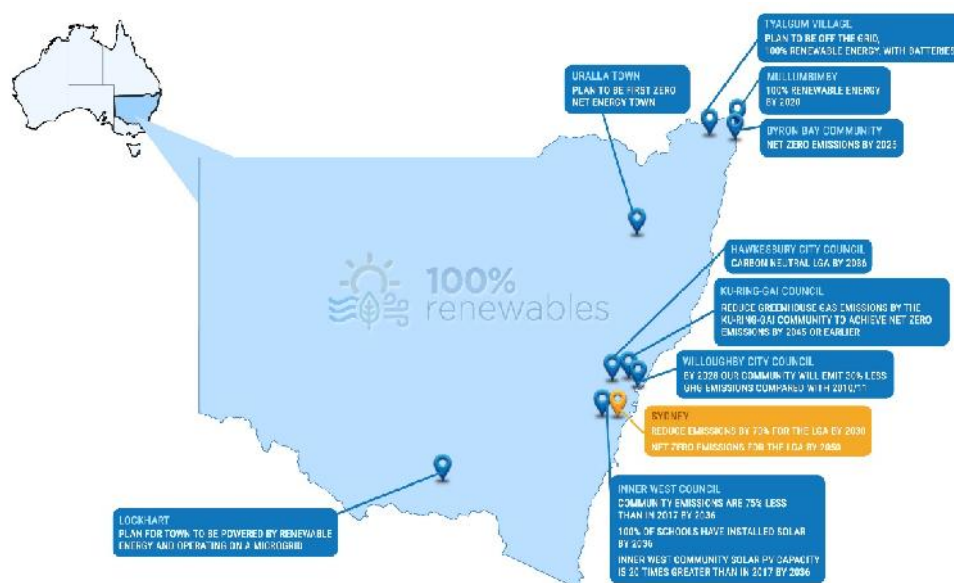 TYALGUM VILLAGE
PLAN TO BE OFF THE GRID,
100% RENEWABLE ENERGY, WITH BATTERIES
URALLA TOWN
PLAN TO BE FIRST ZERO
NET ENERGY TOWN
MULLUMBIMBY
100% RENEWABLE ENERGY
BY 2020
BYRON BAY COMMUNITY
NET ZERO EMISSIONS BY 2025
HAWKESBURY CITY COUNCIL
CARBON NEUTRAL LGA BY 2036
100%
renewables
KU-RING-GAI COUNCIL
REDUCE GREENHOUSE GAS EMISSIONS BY THE
KU-RING-GAI COMMUNITY TO ACHIEVE NET ZERO
EMISSIONS BY 2045 OR EARLIER
WILLOUGHBY CITY COUNCIL
BY 2028 OUR COMMUNITY WILL EMIT 30% LESS
GHG EMISSIONS COMPARED WITH 2010/11
SYDNEY
REDUCE EMISSIONS BY 70% FOR THE LGA BY 2030
NET ZERO EMISSIONS FOR THE LGA BY 2050
INNER WEST COUNCIL
COMMUNITY EMISSIONS ARE 75% LESS
THAN IN 2017 BY 2036
100% OF SCHOOLS HAVE INSTALLED SOLAR
BY 2036
INNER WEST COMMUNITY SOLAR PV CAPACITY
IS 20 TIMES GREATER THAN IN 2017 BY 2036
LOCKHART
PLAN FOR TOWN TO BE POWERED BY RENEWABLE
ENERGY AND OPERATING ON A MICROGRID